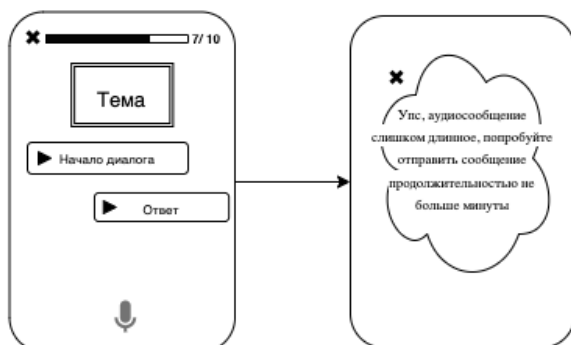 7/ 10
Тема
Начало диалога
Ответ
Упс, аудиосообщение
слишком длинное, попробуйте
отправить сообщение
продолжительностью не
больше минуты